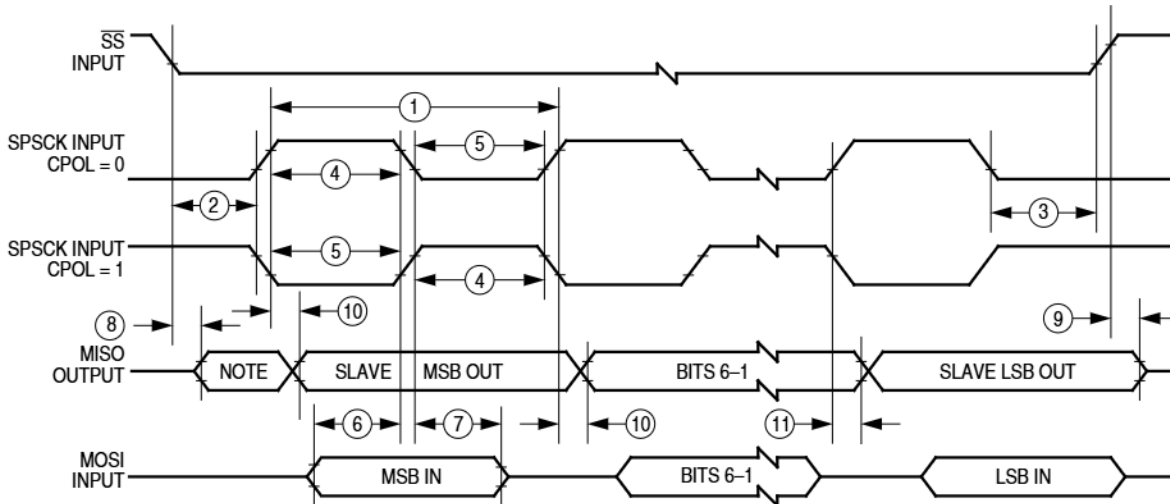 SS
INPUT
1
SPSCK INPUT
CPOL = 0
5
4
2
3
SPSCK INPUT
CPOL = 1
5
4
8
10
9
MISO
OUTPUT
NOTE
SLAVE MSB OUT
BITS 6–1
SLAVE LSB OUT
6
7
10
11
MOSI
INPUT
MSB IN
BITS 6–1
LSB IN